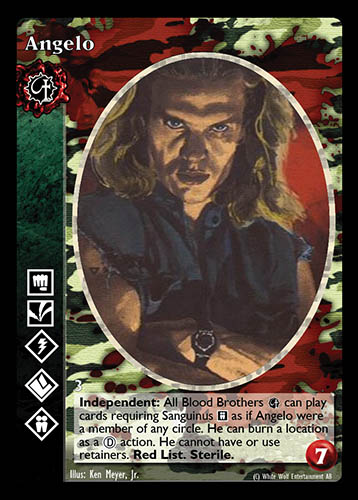 Angelo
3
Independent: All Blood Brothers can play
cards requiring Sanguinus as if Angelo were
a member of any circle. He can burn a location
as a D action. He cannot have or use
retainers. Red List. Sterile.
7
Illus: Ken Meyer, Jr. (C) White Wolf Entertainment AB